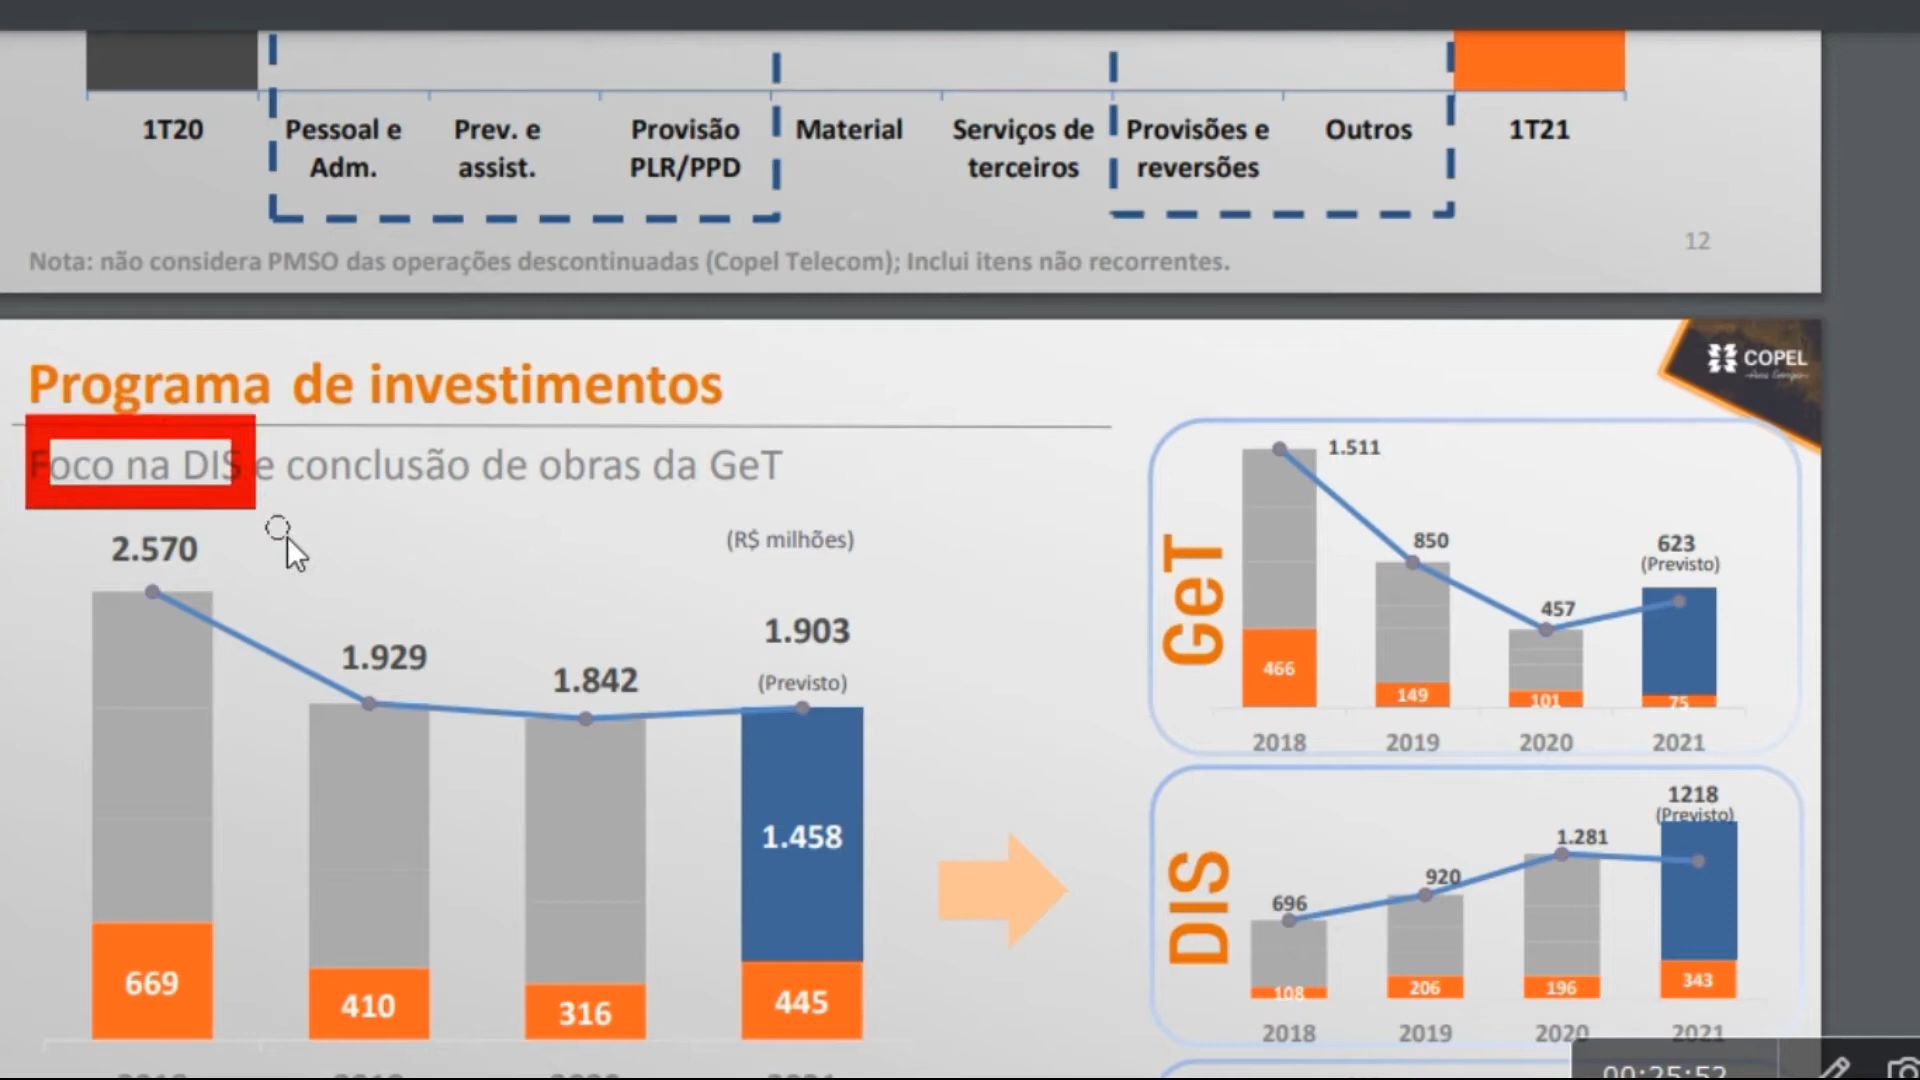 1T20
Pessoal e
Adm.
Prev. e
assist.
Provisão
PLR/PPD
Material
Serviços de
terceiros
Provisões e
reversões
Outros
1T21
12
Nota: não considera PMSO das operações descontinuadas (Copel Telecom); Inclui itens não recorrentes.
COPEL
Programa de investimentos
Foco na DIS e conclusão de obras da GeT
(R$ milhões)
2.570
1.929
1.842
1.903
(Previsto)
1.458
669
410
316
445
GeT
1.511
850
457
623
(Previsto)
466
149
101
75
2018
2019
2020
2021
DIS
696
920
1.281
1218
(Previsto)
108
206
196
343
2018
2019
2020
2021
00:25:52